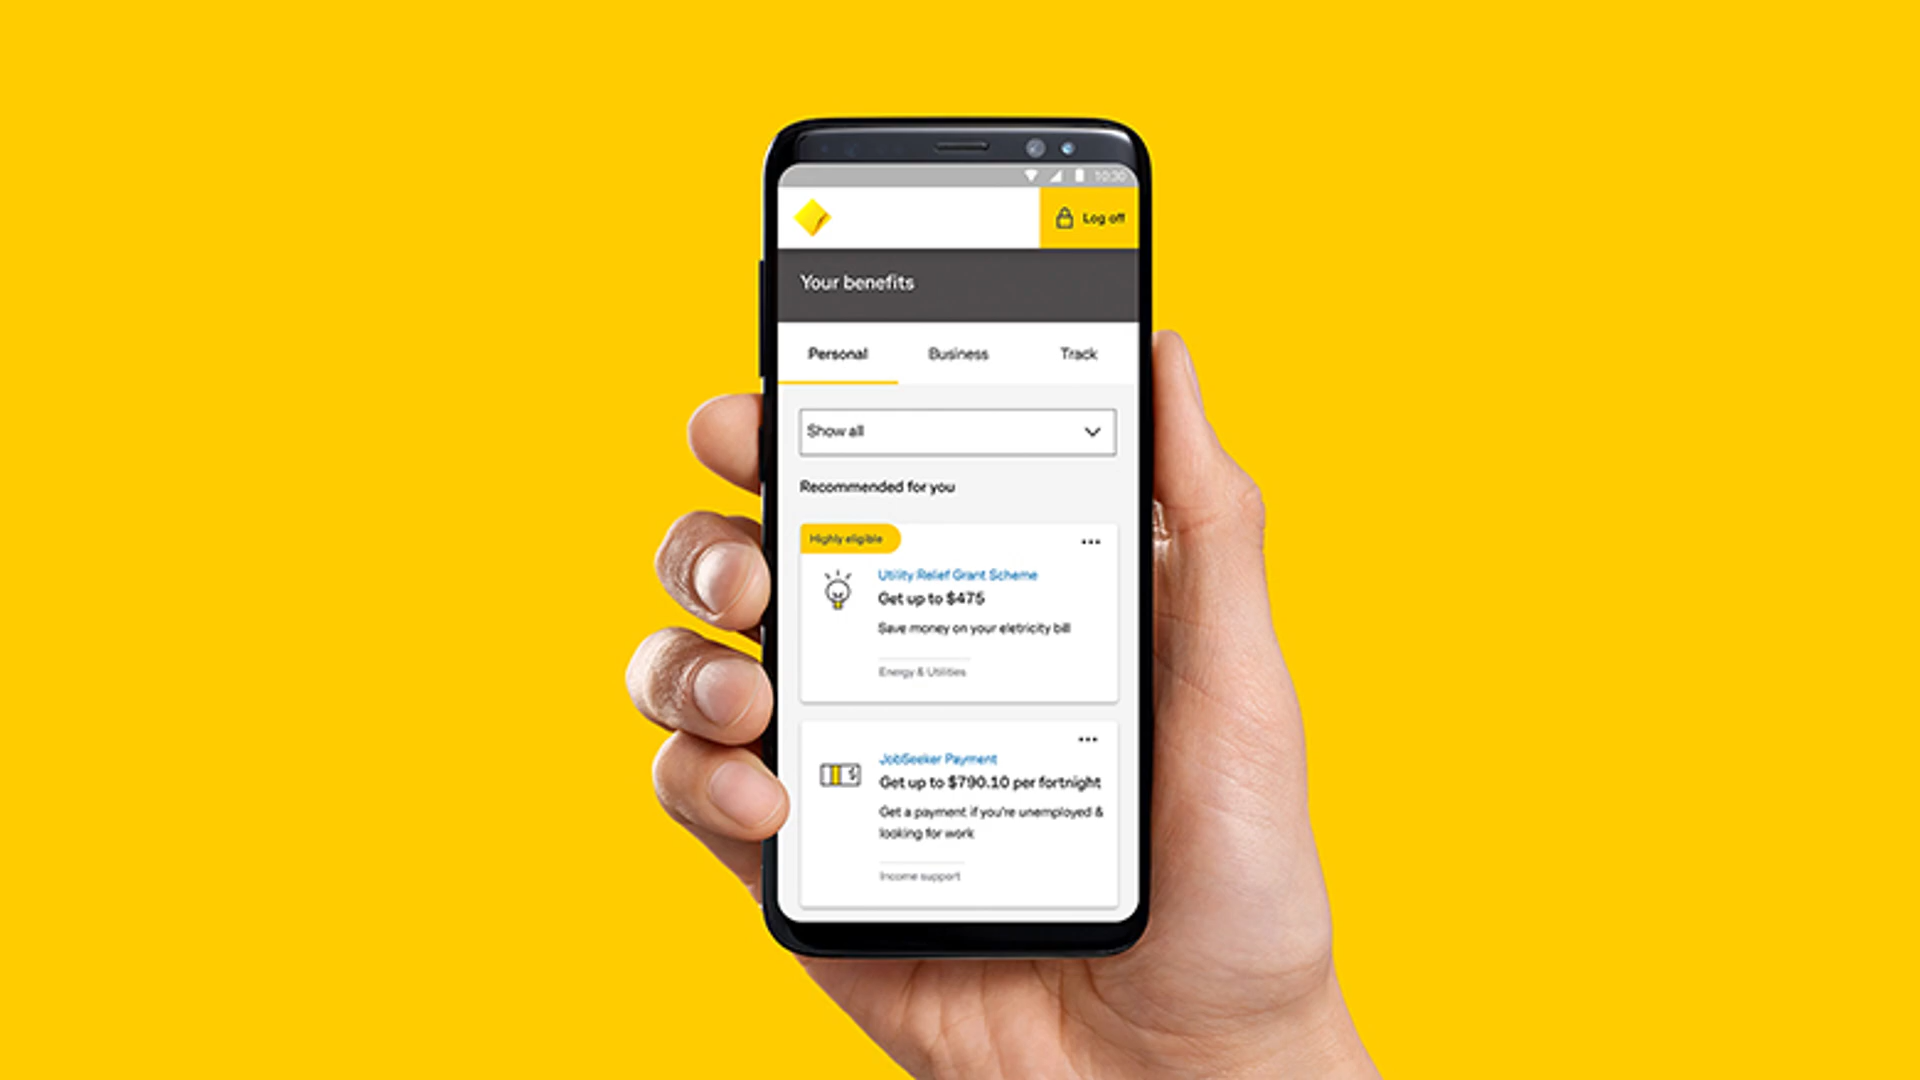 10:30
Log off
Your benefits
Personal Business Track
Show all
Recommended for you
Highly eligible
Utility Relief Grant Scheme
Get up to $475
Save money on your eletricity bill
Energy & Utilities
JobSeeker Payment
Get up to $790.10 per fortnight
Get a payment if you're unemployed &
looking for work
Income support